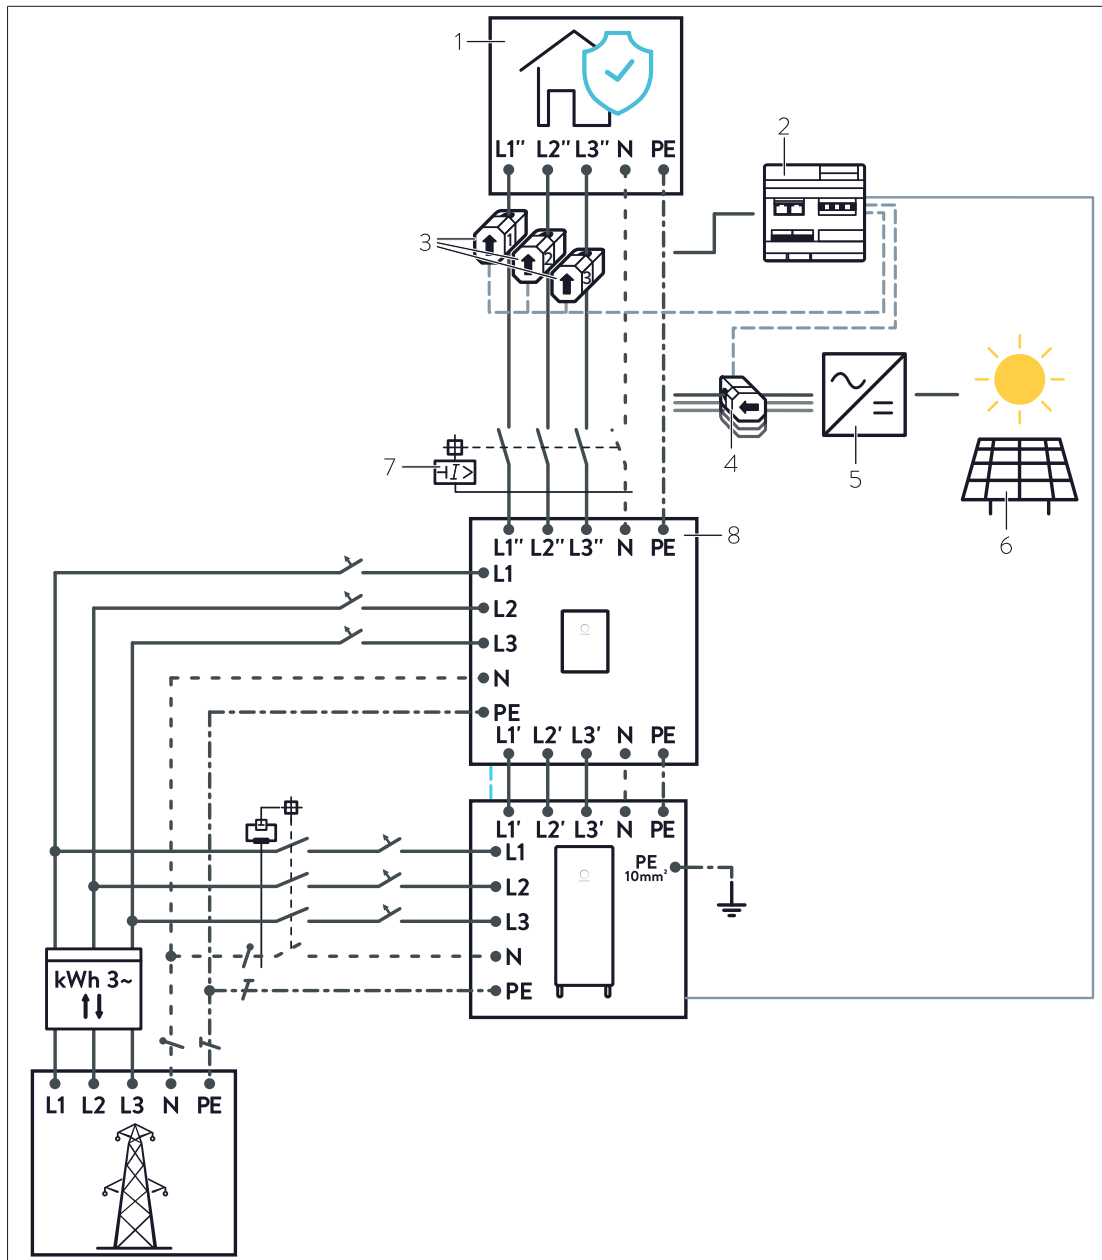 1
L1" L2" L3" N PE
2
3
1
2
3
4
5
6
7
I >
8
L1" L2" L3" N PE
L1
L2
L3
N
PE
L1' L2' L3' N PE
L1' L2' L3' N PE
L1
L2
L3
N
PE
PE
10mm²
kWh 3~
L1 L2 L3 N PE